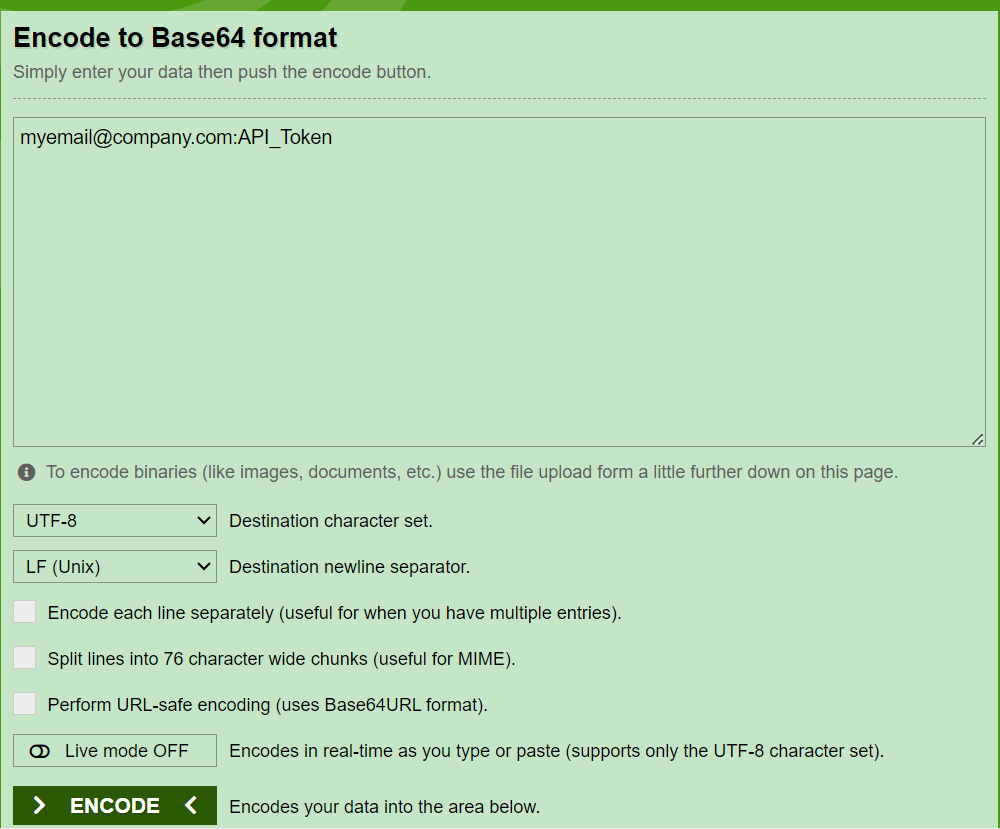 Encode to Base64 format
Simply enter your data then push the encode button.
myemail@company.com:API_Token
To encode binaries (like images, documents, etc.) use the file upload form a little further down on this page.
UTF-8 Destination character set.
LF (Unix) Destination newline separator.
Encode each line separately (useful for when you have multiple entries).
Split lines into 76 character wide chunks (useful for MIME).
Perform URL-safe encoding (uses Base64URL format).
Live mode OFF Encodes in real-time as you type or paste (supports only the UTF-8 character set).
ENCODE Encodes your data into the area below.